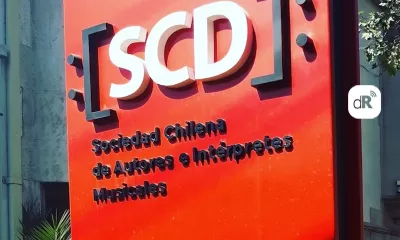 [SCD]
Sociedad Chilena
de Autores e Intérpretes
Musicales
dR